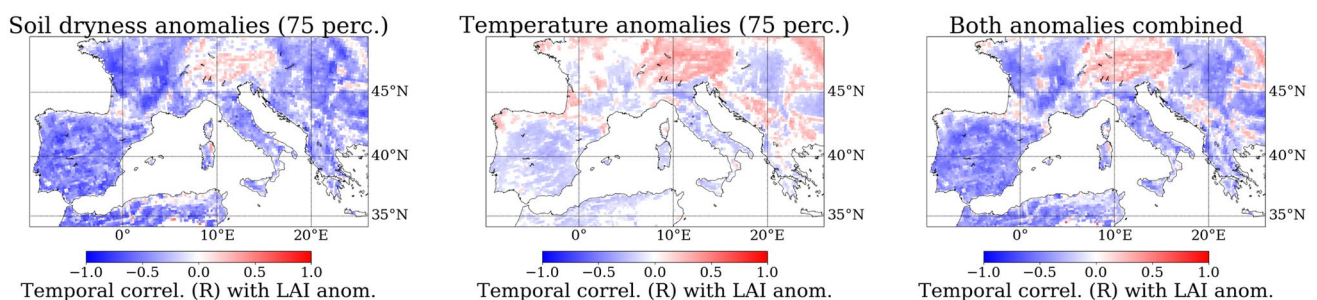 Soil dryness anomalies (75 perc.)
45°N
40°N
35°N
0° 10°E 20°E
−1.0 −0.5 0.0 0.5 1.0
Temporal correl. (R) with LAI anom.
Temperature anomalies (75 perc.)
45°N
40°N
35°N
0° 10°E 20°E
−1.0 −0.5 0.0 0.5 1.0
Temporal correl. (R) with LAI anom.
Both anomalies combined
45°N
40°N
35°N
0° 10°E 20°E
−1.0 −0.5 0.0 0.5 1.0
Temporal correl. (R) with LAI anom.